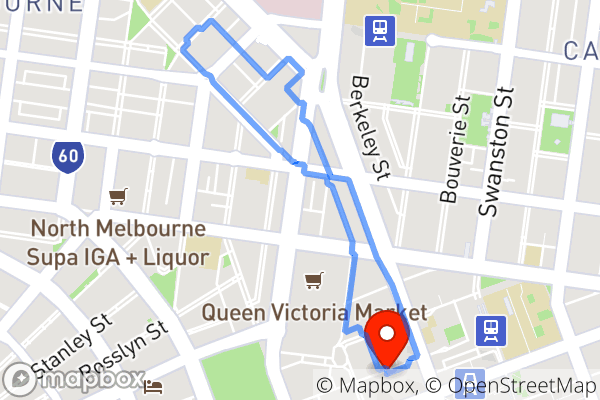 OURNE
CA
Berkeley St
Bouverie St
Swanston St
60
North Melbourne
Supa IGA + Liquor
Queen Victoria Market
Stanley St
Rosslyn St
mapbox
© Mapbox, © OpenStreetMap